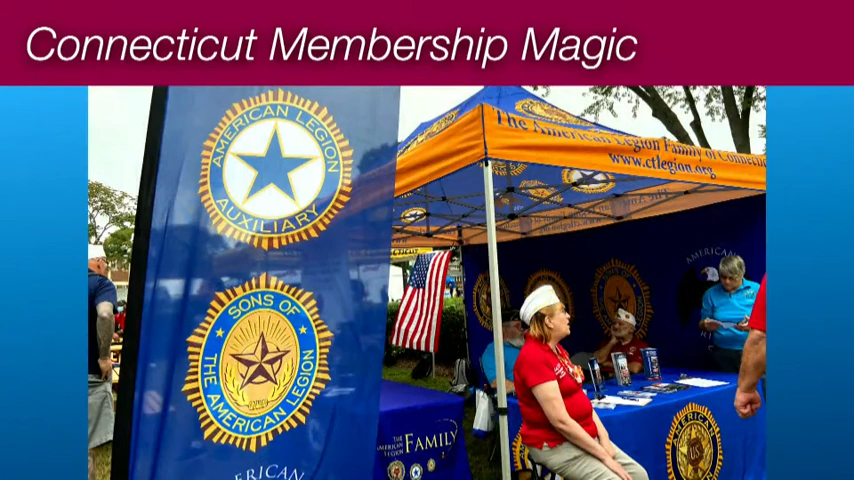 Connecticut Membership Magic
AMERICAN LEGION
AUXILIARY
SONS OF
THE AMERICAN LEGION
AMERICAN
The American Legion Family of Connecticut
www.ctlegion.org
AMERICAN
THE
AMERICAN
LEGION
FAMILY
U.S.